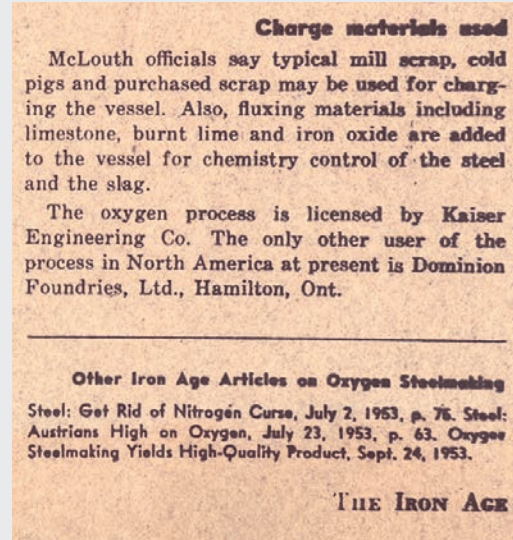 Charge materials used
McLouth officials say typical mill scrap, cold
pigs and purchased scrap may be used for charg-
ing the vessel. Also, fluxing materials including
limestone, burnt lime and iron oxide are added
to the vessel for chemistry control of the steel
and the slag.
The oxygen process is licensed by Kaiser
Engineering Co. The only other user of the
process in North America at present is Dominion
Foundries, Ltd., Hamilton, Ont.
Other Iron Age Articles on Oxygen Steelmaking
Steel: Get Rid of Nitrogen Curse, July 2, 1953, p. 76. Steel:
Austrians High on Oxygen, July 23, 1953, p. 63. Oxygen
Steelmaking Yields High-Quality Product, Sept. 24, 1953.
THE IRON AGE